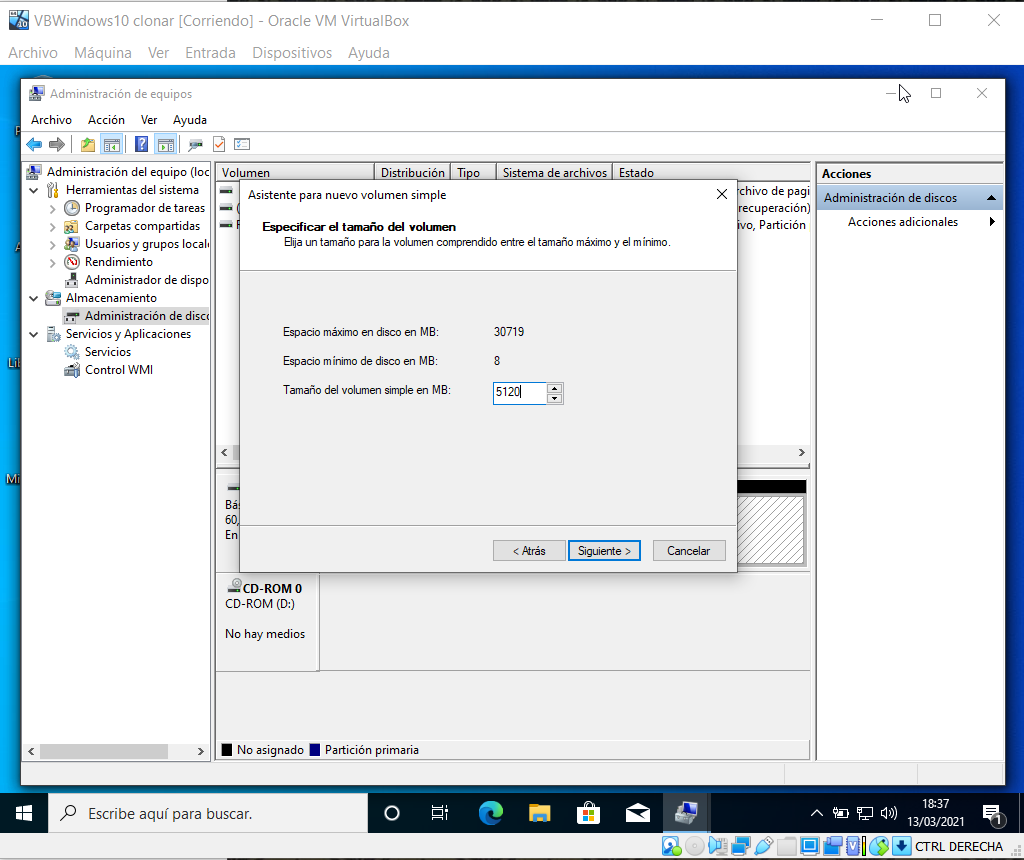 VBWindows10 clonar [Corriendo] - Oracle VM VirtualBox
Archivo Máquina Ver Entrada Dispositivos Ayuda
Administración de equipos
Archivo Acción Ver Ayuda
Administración del equipo (loc
Herramientas del sistema
Programador de tareas
Carpetas compartidas
Usuarios y grupos locale
Rendimiento
Administrador de dispo
Almacenamiento
Administración de disco
Servicios y Aplicaciones
Servicios
Control WMI
Volumen Distribución Tipo Sistema de archivos Estado
rchivo de pagi
recuperación)
ivo, Partición
Asistente para nuevo volumen simple
Especificar el tamaño del volumen
Elija un tamaño para la volumen comprendido entre el tamaño máximo y el mínimo.
Espacio máximo en disco en MB: 30719
Espacio mínimo de disco en MB: 8
Tamaño del volumen simple en MB: 5120
< Atrás Siguiente > Cancelar
Bás
60,
En
CD-ROM 0
CD-ROM (D:)
No hay medios
No asignado Partición primaria
Acciones
Administración de discos
Acciones adicionales
Escribe aquí para buscar.
18:37
13/03/2021
1
CTRL DERECHA